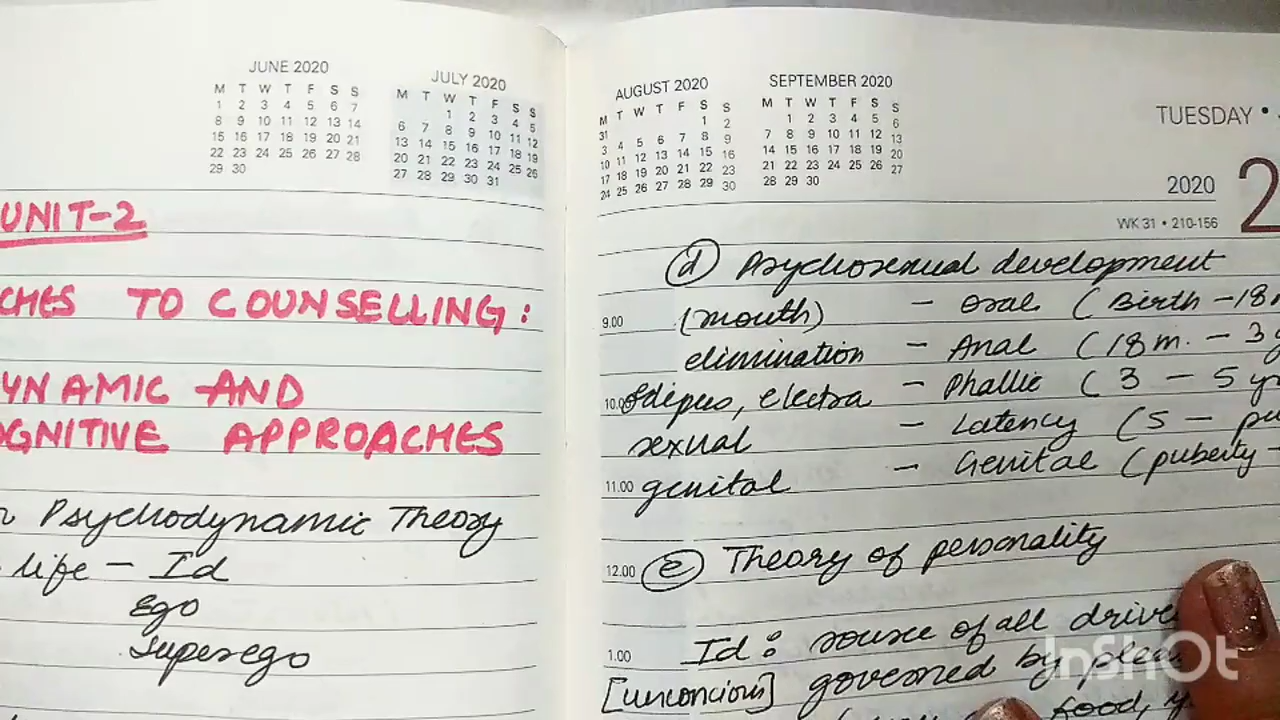 JUNE 2020
M T W T F S S
1 2 3 4 5 6 7
8 9 10 11 12 13 14
15 16 17 18 19 20 21
22 23 24 25 26 27 28
29 30
JULY 2020
M T W T F S S
1 2 3 4 5
6 7 8 9 10 11 12
13 14 15 16 17 18 19
20 21 22 23 24 25 26
27 28 29 30 31
UNIT-2
CHES TO COUNSELLING:
YNAMIC AND
OGNITIVE APPROACHES
Psychodynamic Theory
life - Id
Ego
Superego
AUGUST 2020
M T W T F S S
31 1 2
3 4 5 6 7 8 9
10 11 12 13 14 15 16
17 18 19 20 21 22 23
24 25 26 27 28 29 30
SEPTEMBER 2020
M T W T F S S
1 2 3 4 5 6
7 8 9 10 11 12 13
14 15 16 17 18 19 20
21 22 23 24 25 26 27
28 29 30
TUESDAY •
2020
2
WK 31 • 210-156
(d) Psychosexual development
9.00 (mouth) - Oral (Birth - 18
elimination - Anal (18 m. - 3 y
10.00 Odipus, electra - Phallic (3 - 5 y
sexual - Latency (5 - pu
11.00 genital - Genital (puberty -
12.00 (e) Theory of personality
1.00 Id: source of all drive
[unconcious] governed by plea
food, y
InShOt